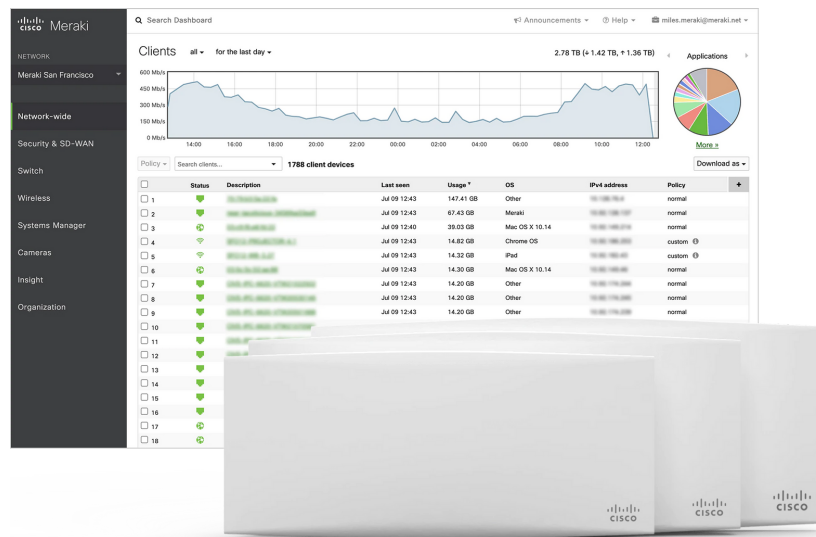 CISCO Meraki
Search Dashboard
Announcements
Help
miles.meraki@meraki.net
NETWORK
Meraki San Francisco
Network-wide
Security & SD-WAN
Switch
Wireless
Systems Manager
Cameras
Insight
Organization
Clients all for the last day
2.78 TB (↓ 1.42 TB, ↑ 1.36 TB)
Applications
600 Mb/s
450 Mb/s
300 Mb/s
150 Mb/s
0 Mb/s
14:00 16:00 18:00 20:00 22:00 00:00 02:00 04:00 06:00 08:00 10:00 12:00
More »
Policy Search clients... 1788 client devices Download as
Status Description Last seen Usage OS IPv4 address Policy +
1 Jul 09 12:43 147.41 GB Other normal
2 Jul 09 12:43 67.43 GB Meraki normal
3 Jul 09 12:40 39.03 GB Mac OS X 10.14 normal
4 Jul 09 12:43 14.82 GB Chrome OS custom
5 Jul 09 12:43 14.32 GB iPad custom
6 Jul 09 12:43 14.30 GB Mac OS X 10.14 normal
7 Jul 09 12:43 14.20 GB Other normal
8 Jul 09 12:43 14.20 GB Other normal
9 Jul 09 12:43 14.20 GB Other normal
10
11
12
13
14
15
16
17
18
CISCO
CISCO
CISCO